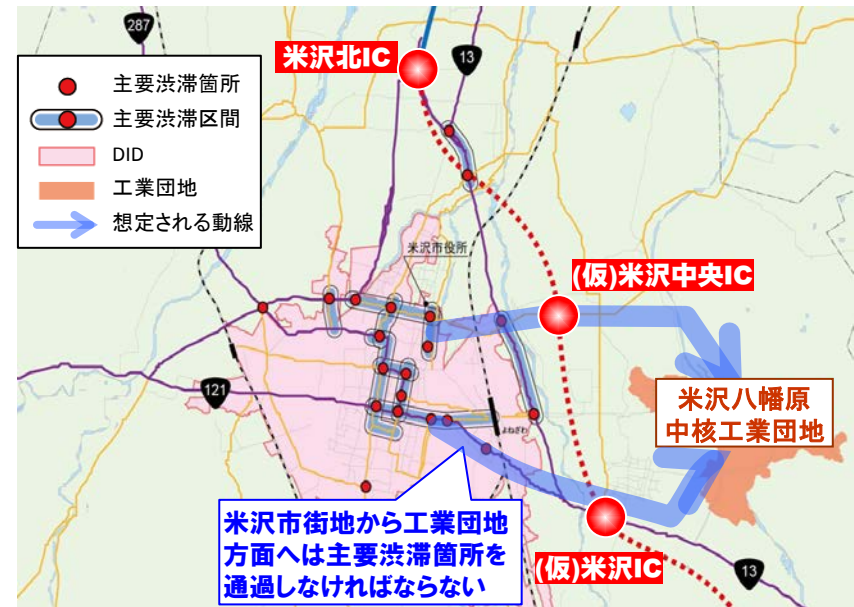 287
米沢北IC
13
主要渋滞箇所
主要渋滞区間
DID
工業団地
想定される動線
米沢市役所
(仮)米沢中央IC
121
米沢八幡原
中核工業団地
よねざわ
米沢市街地から工業団地
方面へは主要渋滞箇所を
通過しなければならない
(仮)米沢IC
13